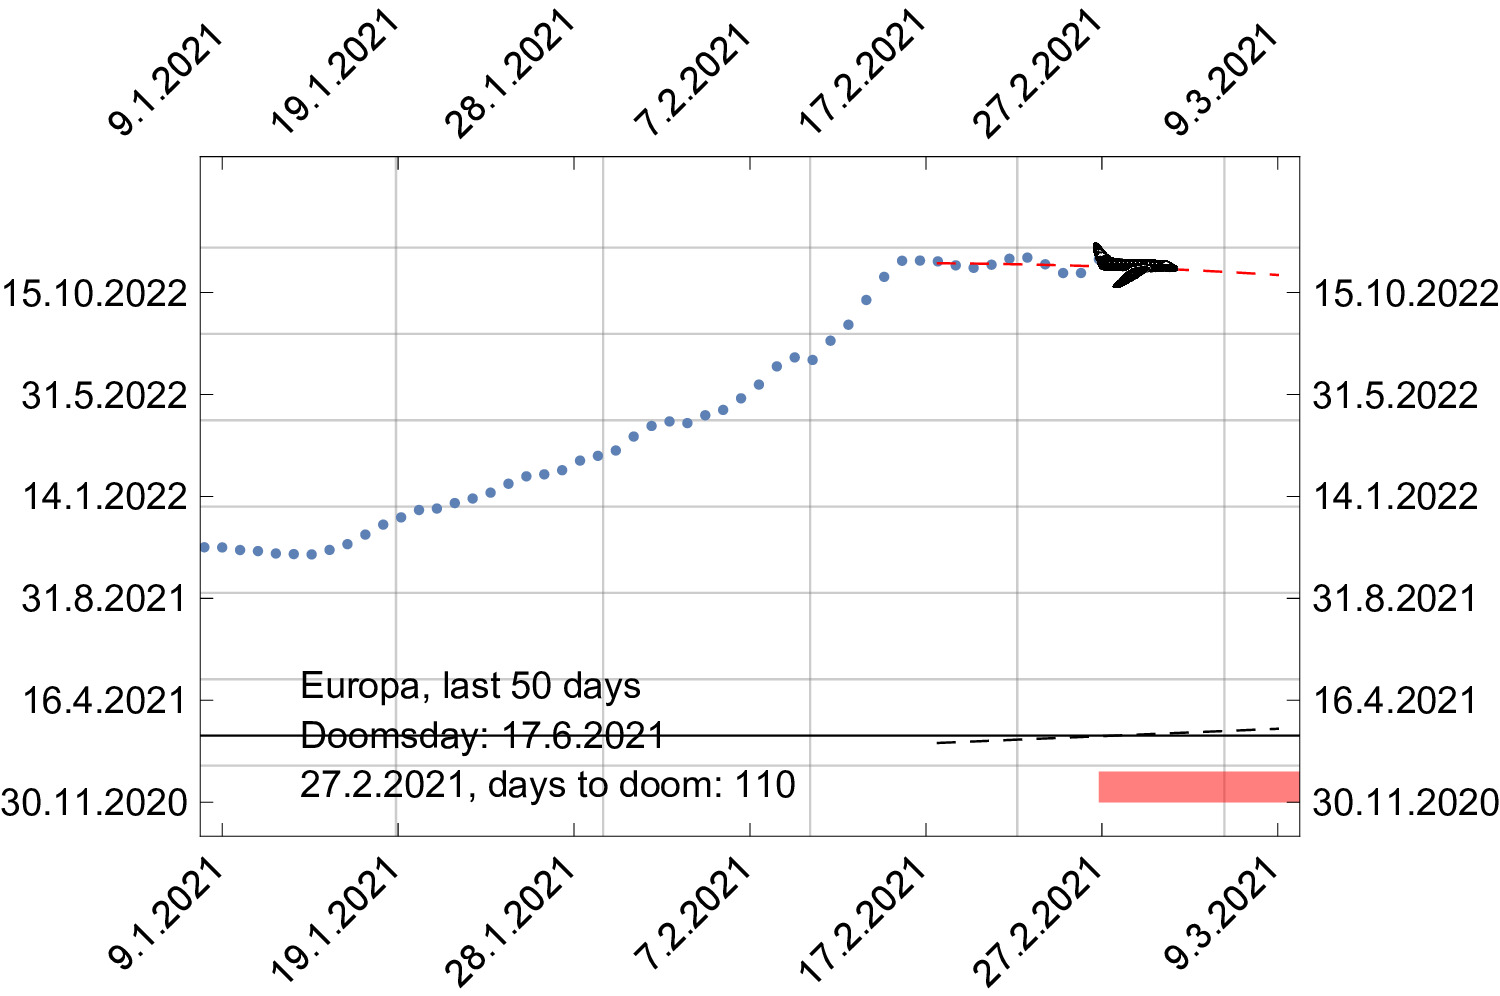 9.1.2021 19.1.2021 28.1.2021 7.2.2021 17.2.2021 27.2.2021 9.3.2021
15.10.2022 15.10.2022
31.5.2022 31.5.2022
14.1.2022 14.1.2022
31.8.2021 31.8.2021
Europa, last 50 days
16.4.2021 16.4.2021
Doomsday: 17.6.2021
27.2.2021, days to doom: 110
30.11.2020 30.11.2020
9.1.2021 19.1.2021 28.1.2021 7.2.2021 17.2.2021 27.2.2021 9.3.2021